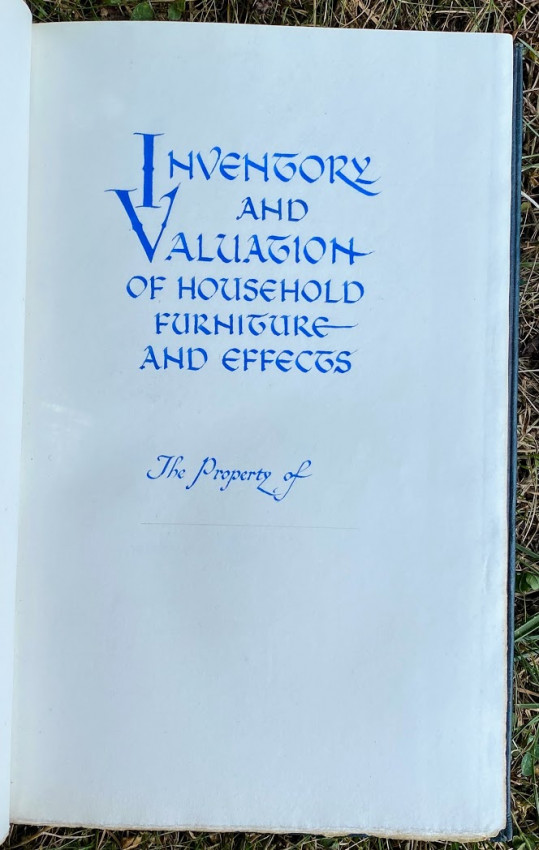 INVENTORY
AND
VALUATION
OF HOUSEHOLD
FURNITURE
AND EFFECTS
The Property of